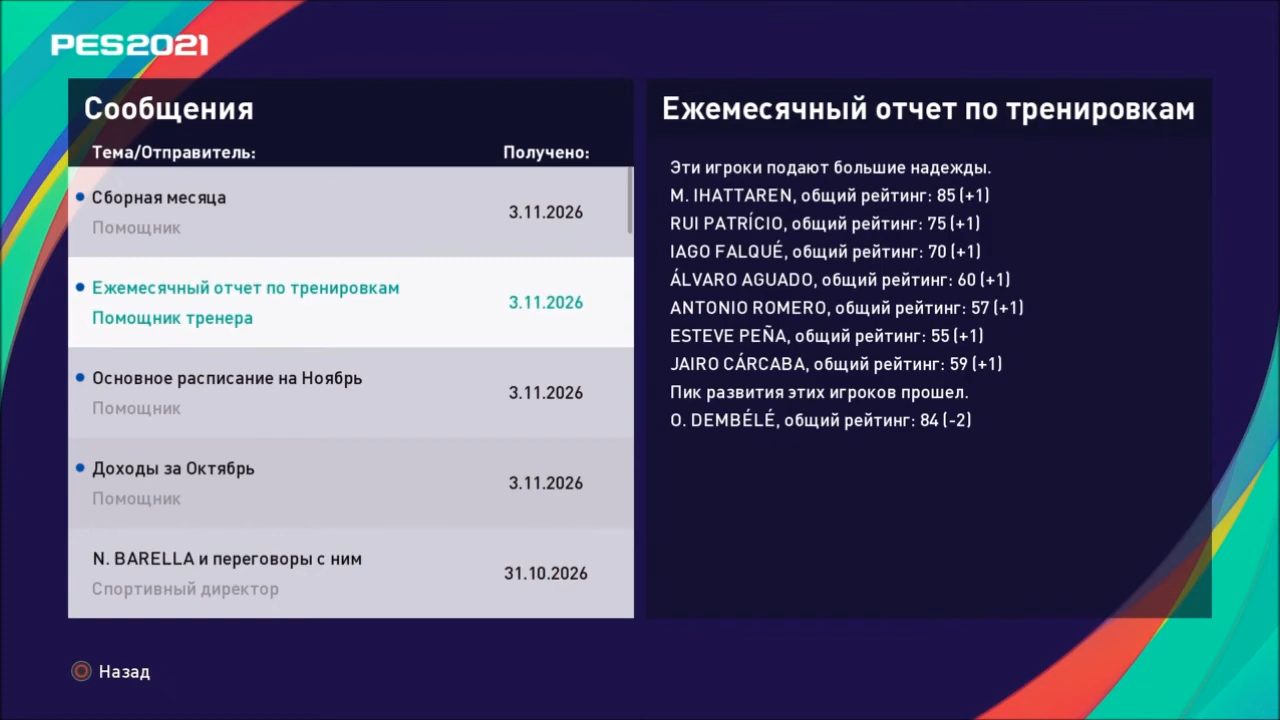 PES2021
Сообщения
Тема/Отправитель: Получено:
Сборная месяца
Помощник
3.11.2026
Ежемесячный отчет по тренировкам
Помощник тренера
3.11.2026
Основное расписание на Ноябрь
Помощник
3.11.2026
Доходы за Октябрь
Помощник
3.11.2026
N. BARELLA и переговоры с ним
Спортивный директор
31.10.2026
Ежемесячный отчет по тренировкам
Эти игроки подают большие надежды.
M. IHATTAREN, общий рейтинг: 85 (+1)
RUI PATRÍCIO, общий рейтинг: 75 (+1)
IAGO FALQUÉ, общий рейтинг: 70 (+1)
ÁLVARO AGUADO, общий рейтинг: 60 (+1)
ANTONIO ROMERO, общий рейтинг: 57 (+1)
ESTEVE PEÑA, общий рейтинг: 55 (+1)
JAIRO CÁRCABA, общий рейтинг: 59 (+1)
Пик развития этих игроков прошел.
O. DEMBÉLÉ, общий рейтинг: 84 (-2)
Назад